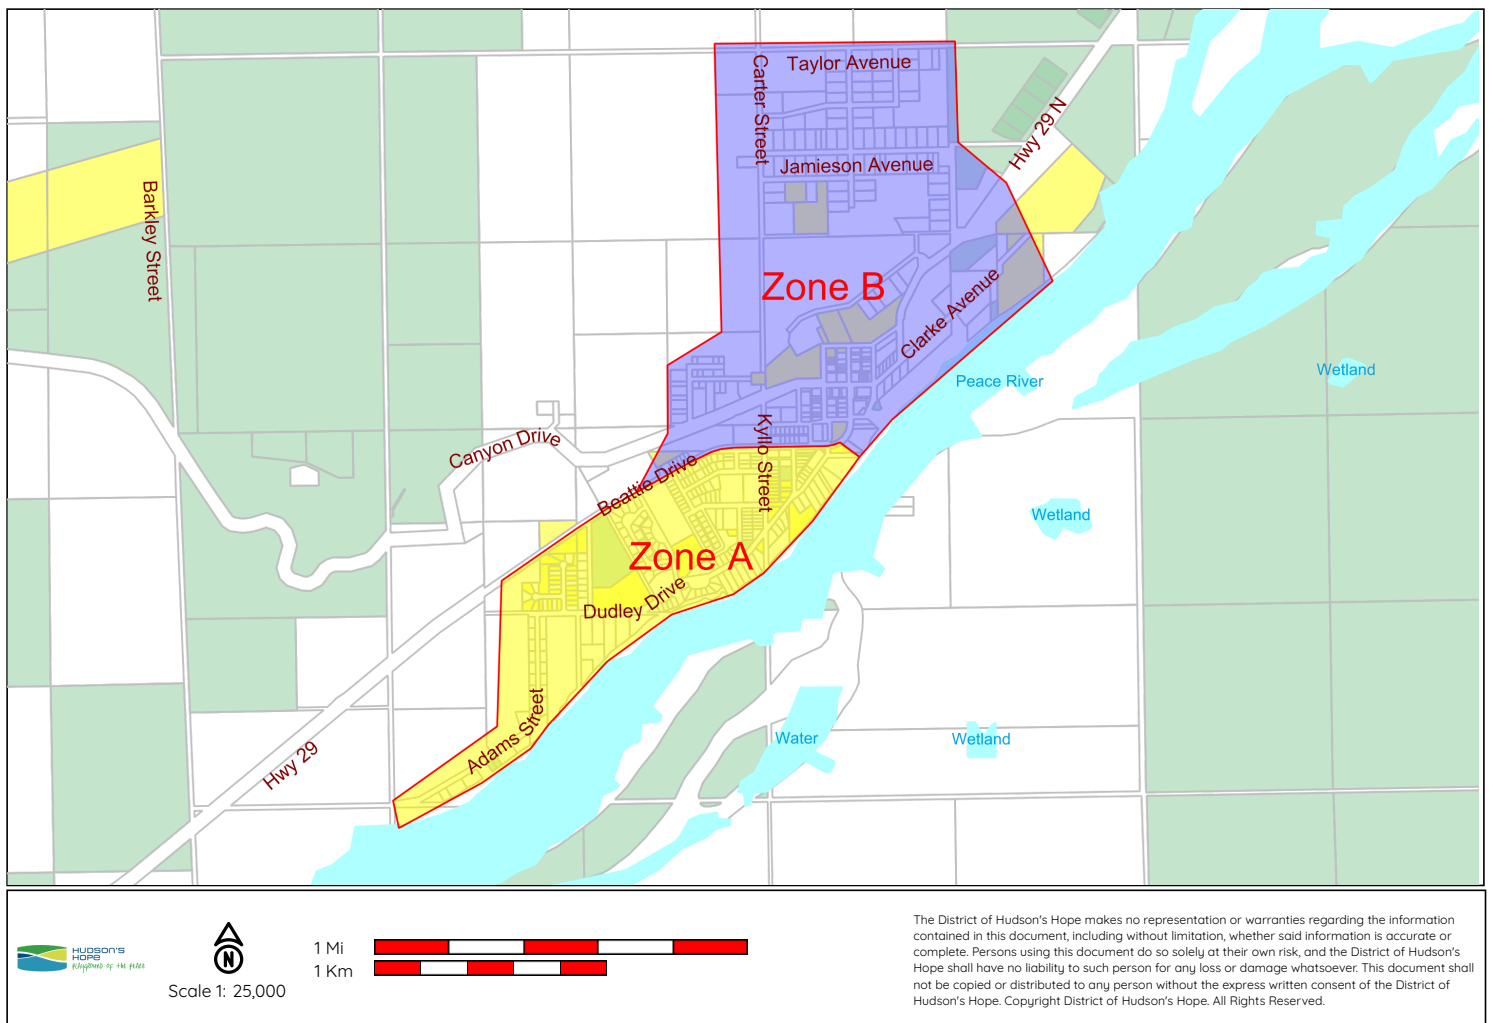 Taylor Avenue
Carter Street
Hwy 29 N
Jamieson Avenue
Barkley Street
Zone B
Clarke Avenue
Peace River
Wetland
Canyon Drive
Kyllo Street
Beattie Drive
Wetland
Zone A
Dudley Drive
Adams Street
Water
Wetland
Hwy 29
HUDSON'S
HOPE
Playground of the Peace
N
Scale 1: 25,000
1 Mi
1 Km
The District of Hudson's Hope makes no representation or warranties regarding the information
contained in this document, including without limitation, whether said information is accurate or
complete. Persons using this document do so solely at their own risk, and the District of Hudson's
Hope shall have no liability to such person for any loss or damage whatsoever. This document shall
not be copied or distributed to any person without the express written consent of the District of
Hudson's Hope. Copyright District of Hudson's Hope. All Rights Reserved.